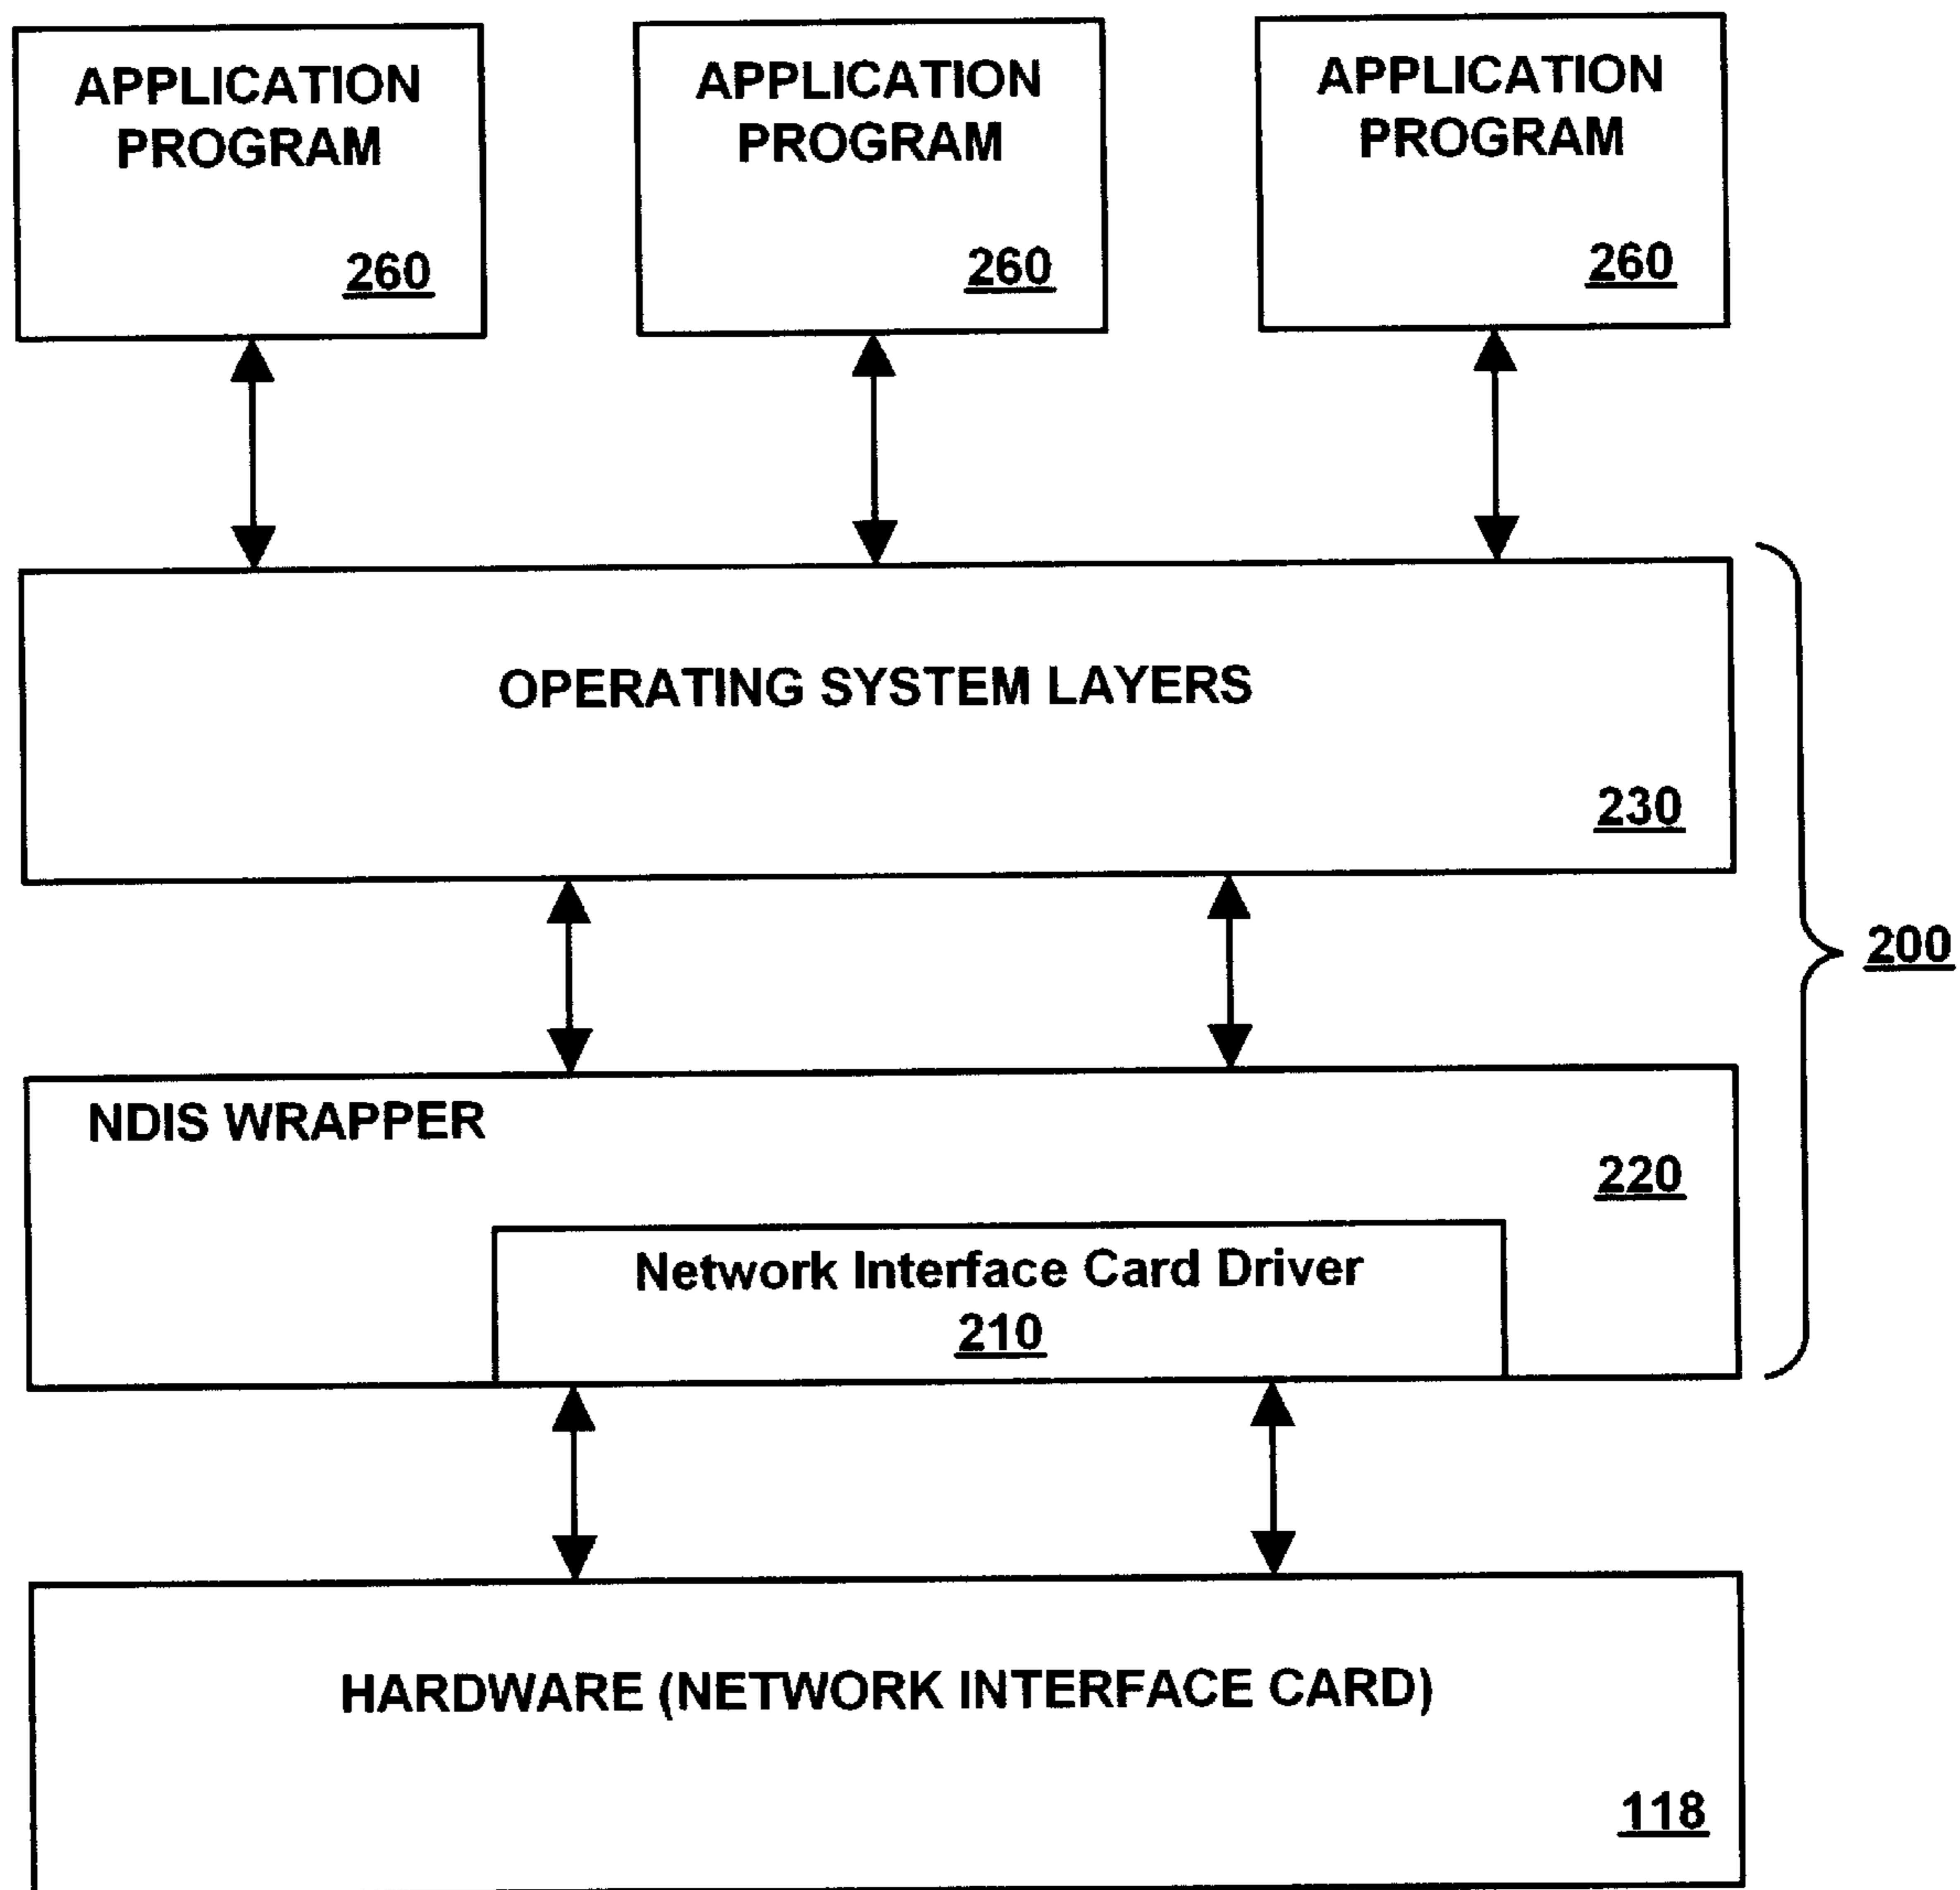 APPLICATION
PROGRAM
260
APPLICATION
PROGRAM
260
APPLICATION
PROGRAM
260
OPERATING SYSTEM LAYERS
230
200
NDIS WRAPPER
220
Network Interface Card Driver
210
HARDWARE (NETWORK INTERFACE CARD)
118